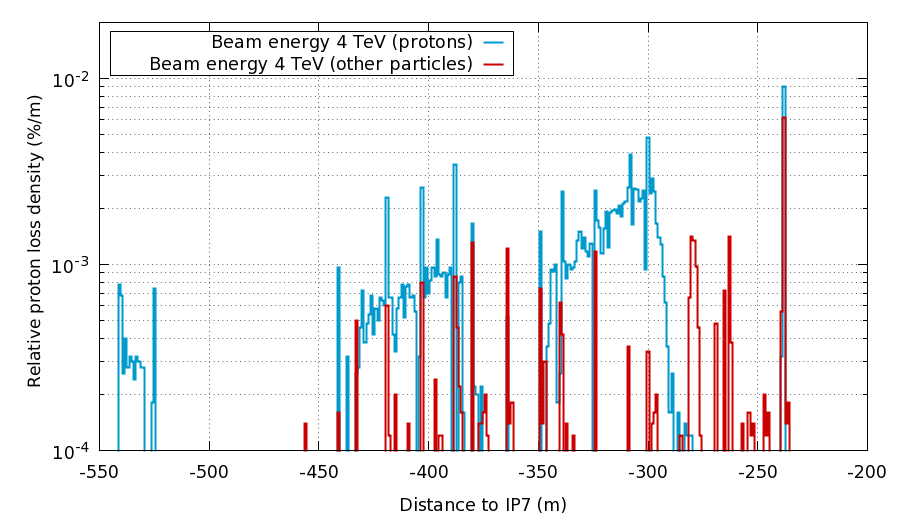 Beam energy 4 TeV (protons)
Beam energy 4 TeV (other particles)
Relative proton loss density (%/m)
10-2
10-3
10-4
-550 -500 -450 -400 -350 -300 -250 -200
Distance to IP7 (m)